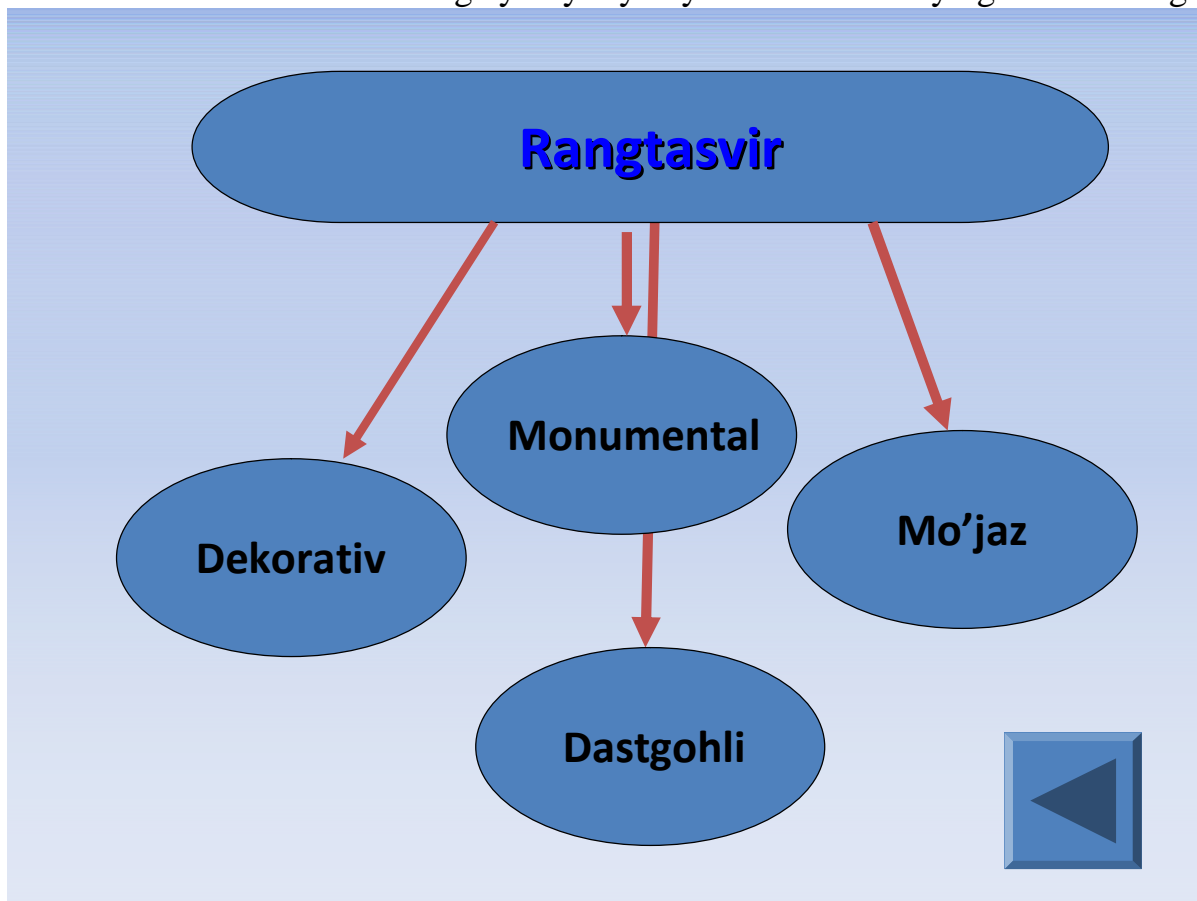 Rangtasvir
Monumental
Mo’jaz
Dekorativ
Dastgohli